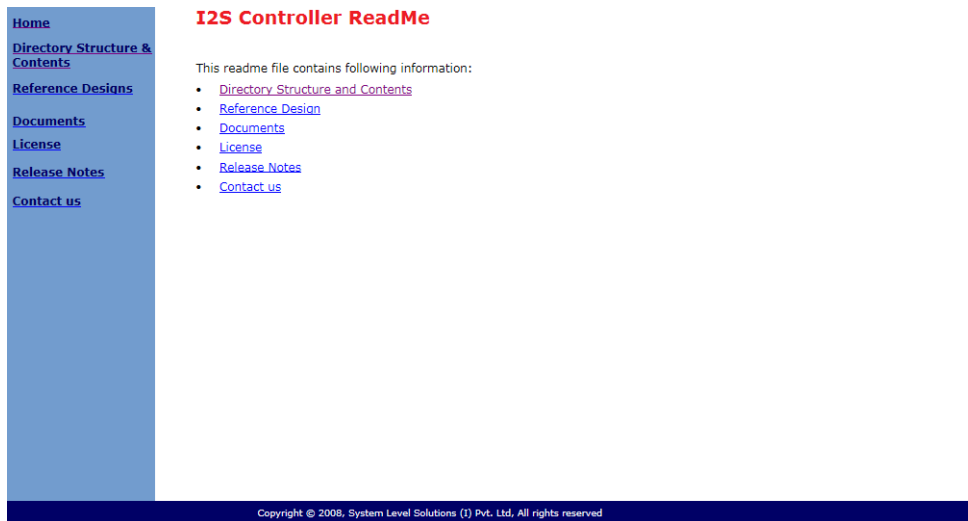 Home
Directory Structure &
Contents
Reference Designs
Documents
License
Release Notes
Contact us
I2S Controller ReadMe
This readme file contains following information:
• Directory Structure and Contents
• Reference Design
• Documents
• License
• Release Notes
• Contact us
Copyright © 2008, System Level Solutions (I) Pvt. Ltd, All rights reserved